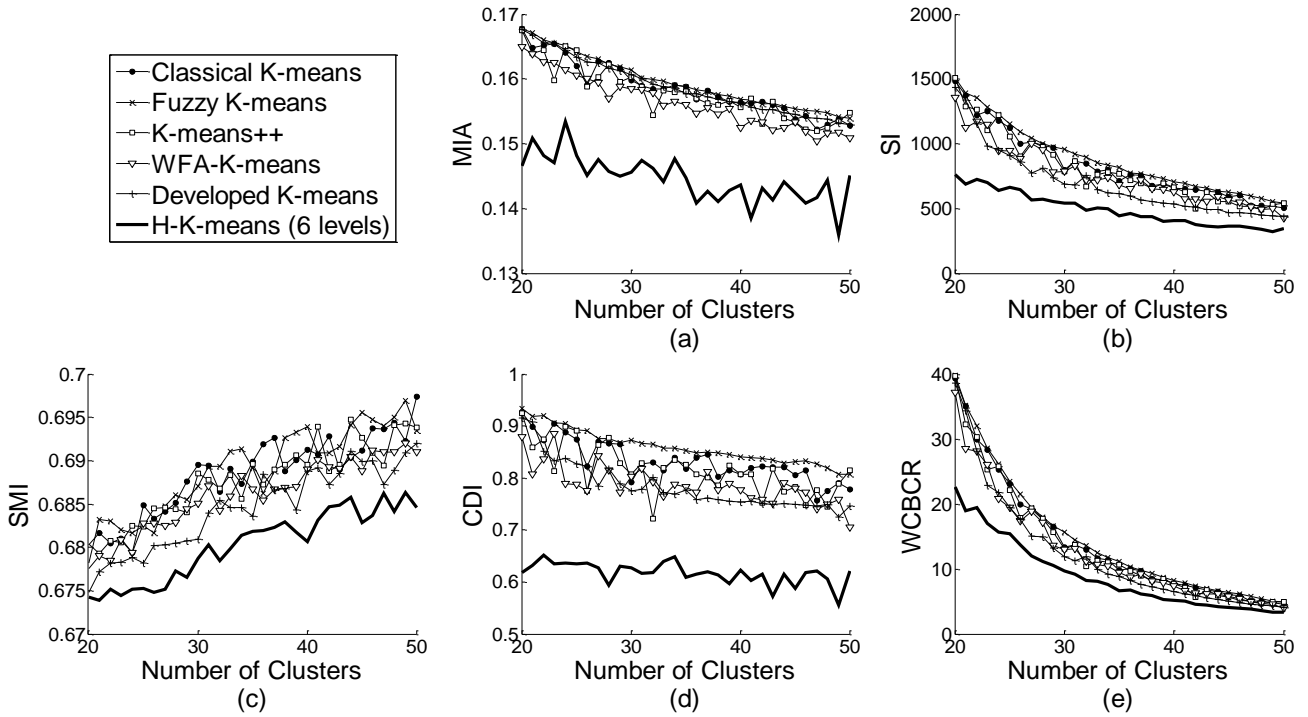 Classical K-means
Fuzzy K-means
K-means++
WFA-K-means
Developed K-means
H-K-means (6 levels)
0.17
0.16
0.15
0.14
0.13
MIA
20 30 40 50
Number of Clusters
(a)
2000
1500
1000
500
0
SI
20 30 40 50
Number of Clusters
(b)
0.7
0.695
0.69
0.685
0.68
0.675
0.67
SMI
20 30 40 50
Number of Clusters
(c)
1
0.9
0.8
0.7
0.6
0.5
CDI
20 30 40 50
Number of Clusters
(d)
40
30
20
10
0
WCBCR
20 30 40 50
Number of Clusters
(e)